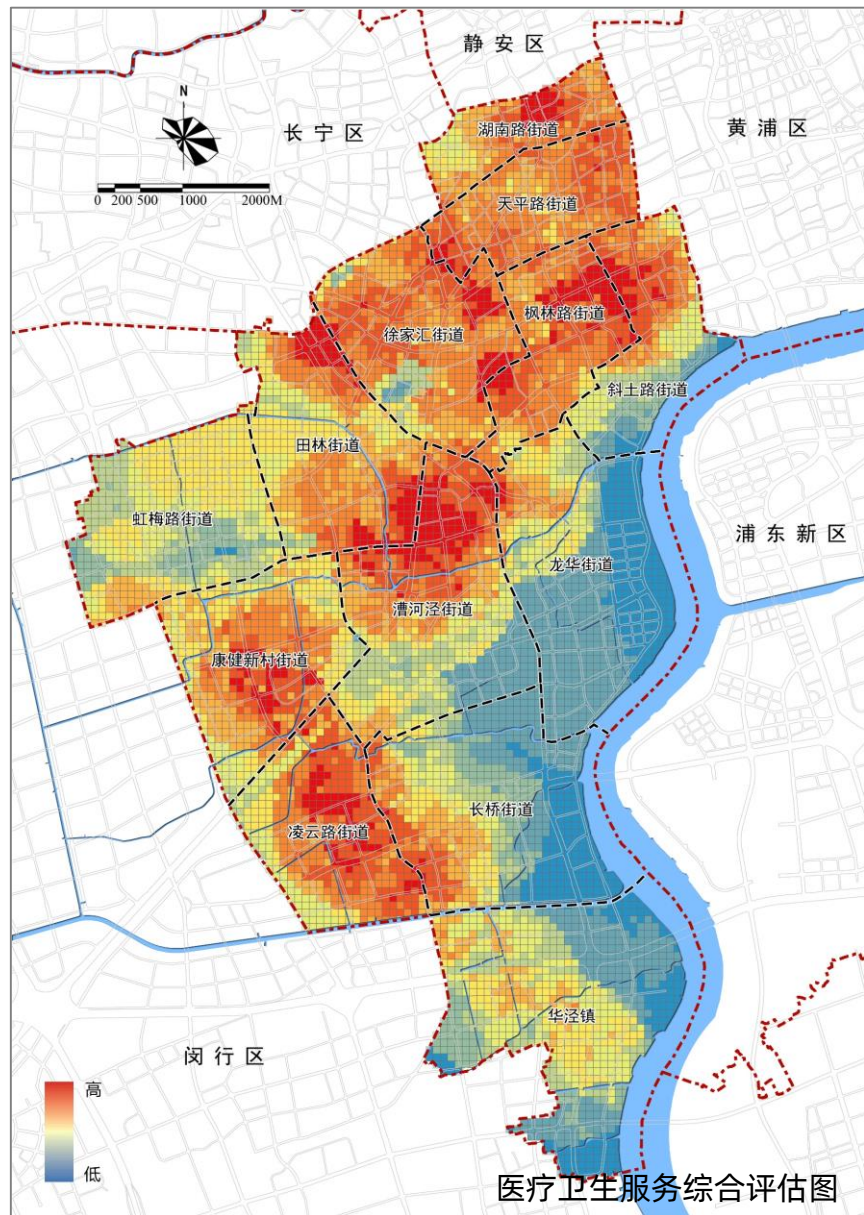 静安区
N
长宁区
湖南路街道
黄浦区
0 200 500 1000 2000M
天平路街道
枫林路街道
徐家汇街道
斜土路街道
田林街道
虹梅路街道
浦东新区
龙华街道
漕河泾街道
康健新村街道
长桥街道
凌云路街道
华泾镇
闵行区
高
低
医疗卫生服务综合评估图